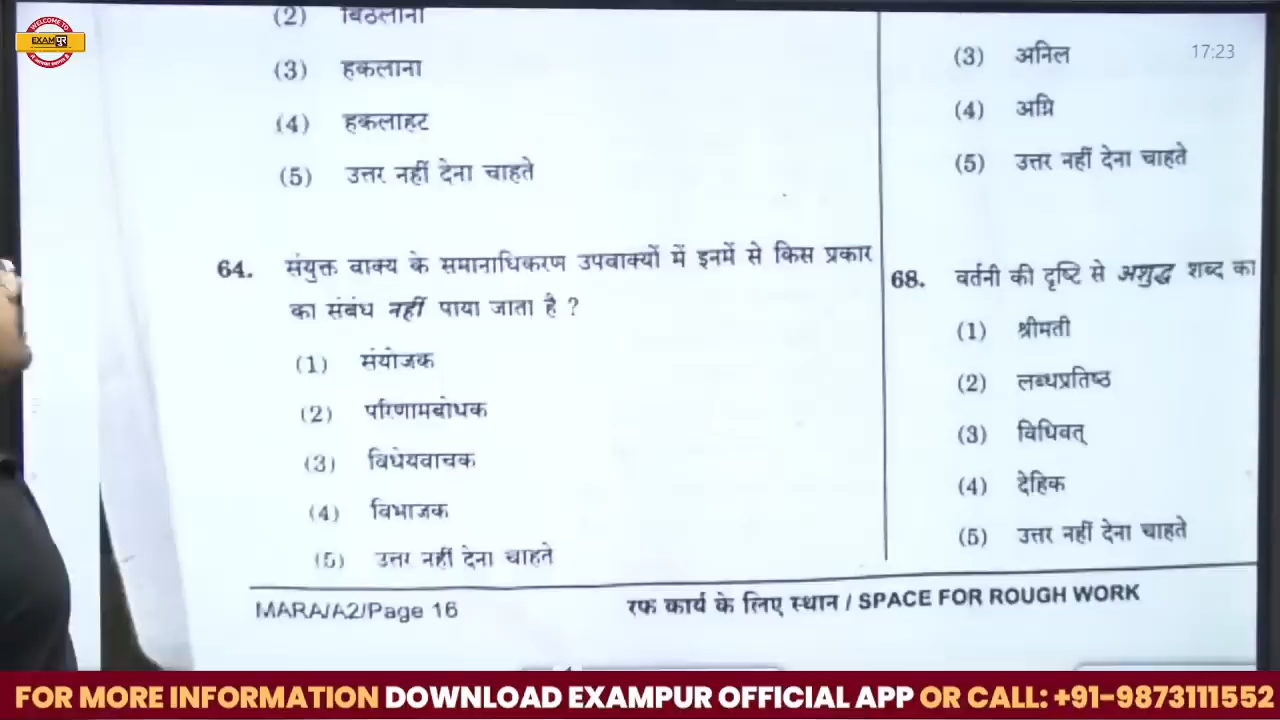 WELCOME TO
EXAMपुर
(2) बिठलाना
(3) हकलाना
(4) हकलाहट
(5) उत्तर नहीं देना चाहते
64. संयुक्त वाक्य के समानाधिकरण उपवाक्यों में इनमें से किस प्रकार
का संबंध नहीं पाया जाता है ?
(1) संयोजक
(2) परिणामबोधक
(3) विधेयवाचक
(4) विभाजक
(5) उत्तर नहीं देना चाहते
(3) अनिल
17:23
(4) अग्नि
(5) उत्तर नहीं देना चाहते
68. वर्तनी की दृष्टि से अशुद्ध शब्द का
(1) श्रीमती
(2) लब्धप्रतिष्ठ
(3) विधिवत्
(4) देहिक
(5) उत्तर नहीं देना चाहते
MARA/A2/Page 16
रफ कार्य के लिए स्थान / SPACE FOR ROUGH WORK
FOR MORE INFORMATION DOWNLOAD EXAMPUR OFFICIAL APP OR CALL: +91-9873111552